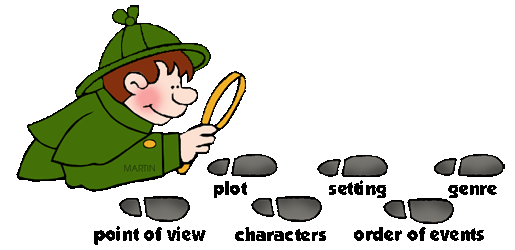 MARTIN
plot setting genre
point of view characters order of events